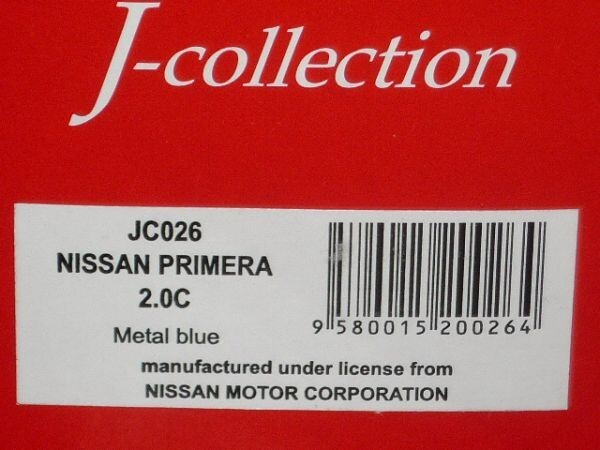 J-collection
JC026
NISSAN PRIMERA
2.0C
Metal blue
9 580015 200264
manufactured under license from
NISSAN MOTOR CORPORATION